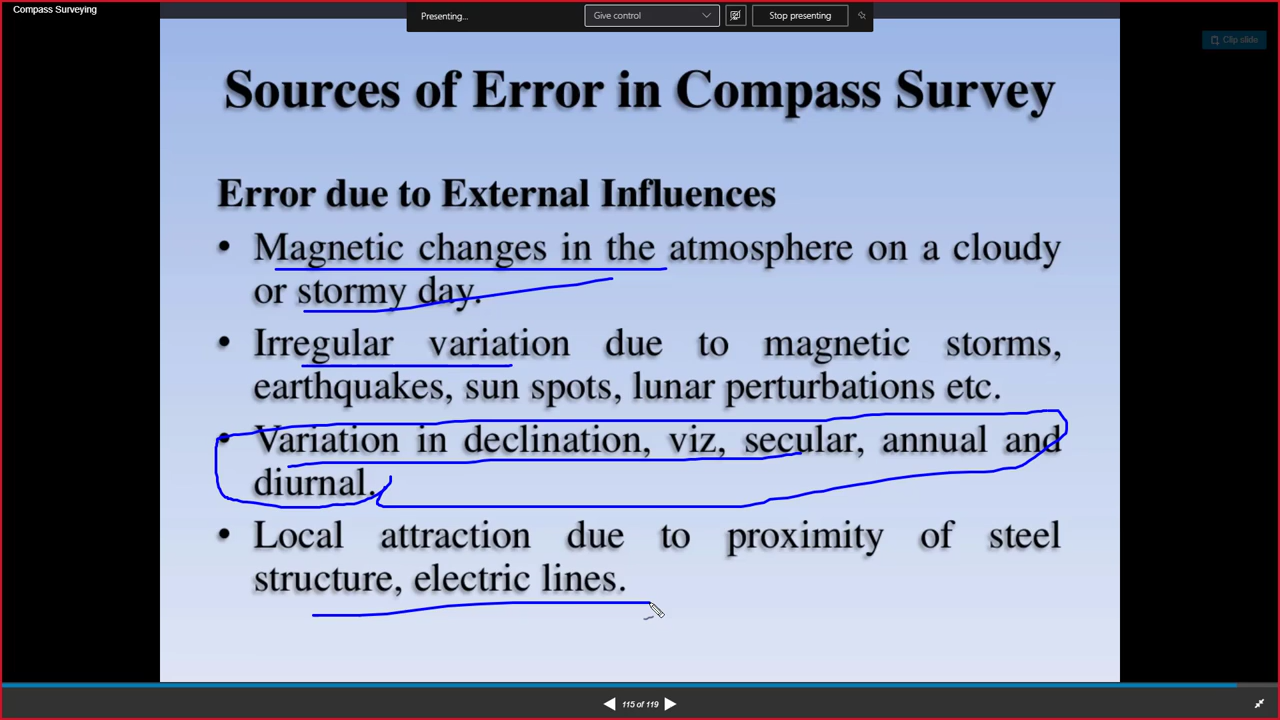 Compass Surveying
Presenting...
Give control
Stop presenting
Clip slide
Sources of Error in Compass Survey
Error due to External Influences
• Magnetic changes in the atmosphere on a cloudy
or stormy day.
• Irregular variation due to magnetic storms,
earthquakes, sun spots, lunar perturbations etc.
• Variation in declination, viz, secular, annual and
diurnal.
• Local attraction due to proximity of steel
structure, electric lines.
115 of 119